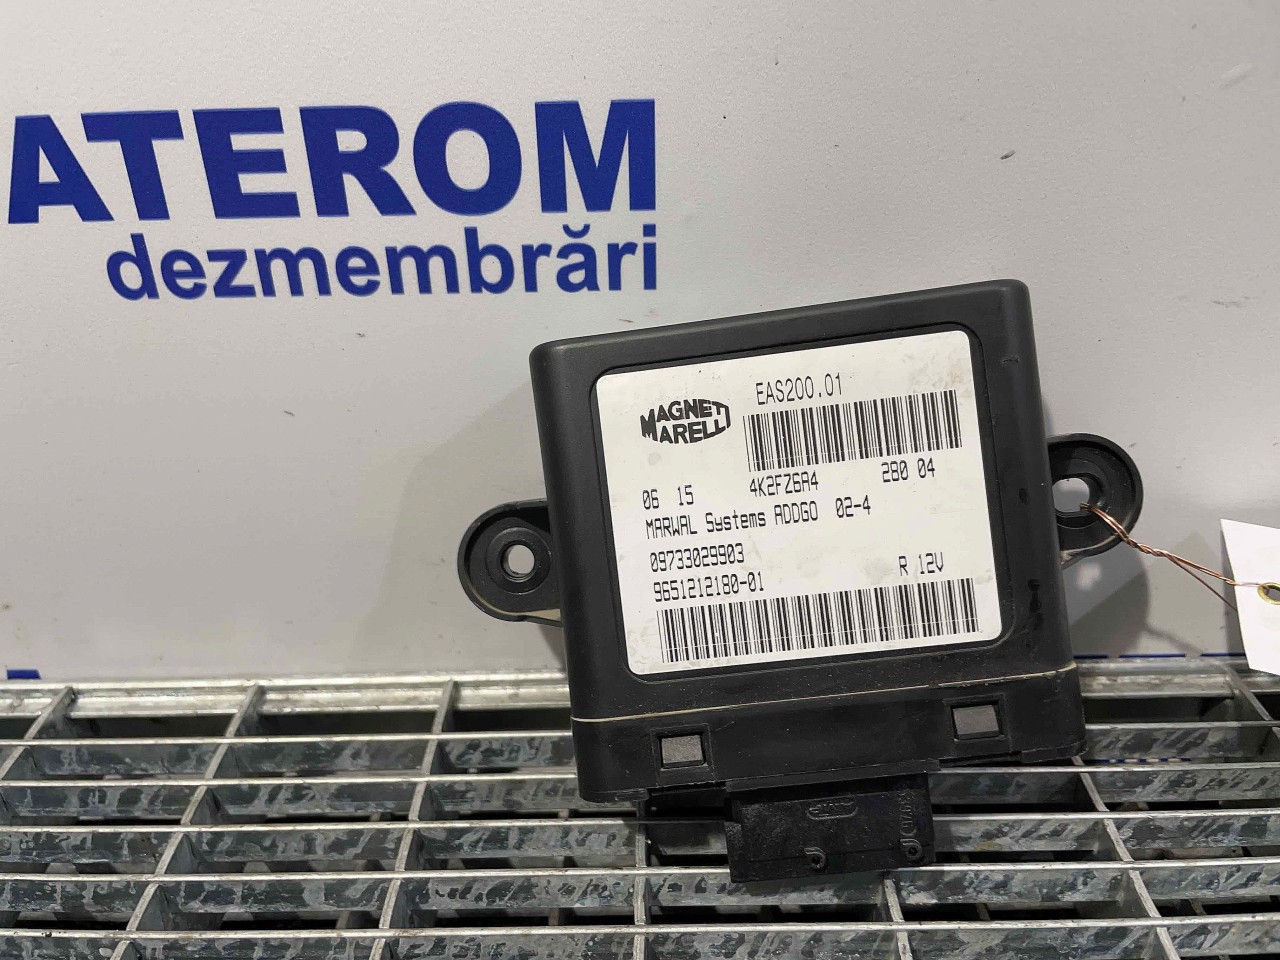 ATEROM
dezmembrări
EAS200.01
MAGNETI
MARELLI
06 15 4K2FZ6A4 2B0 04
MARWAL Systems ADDGO 02-4
09733029903
9651212180-01 R 12V